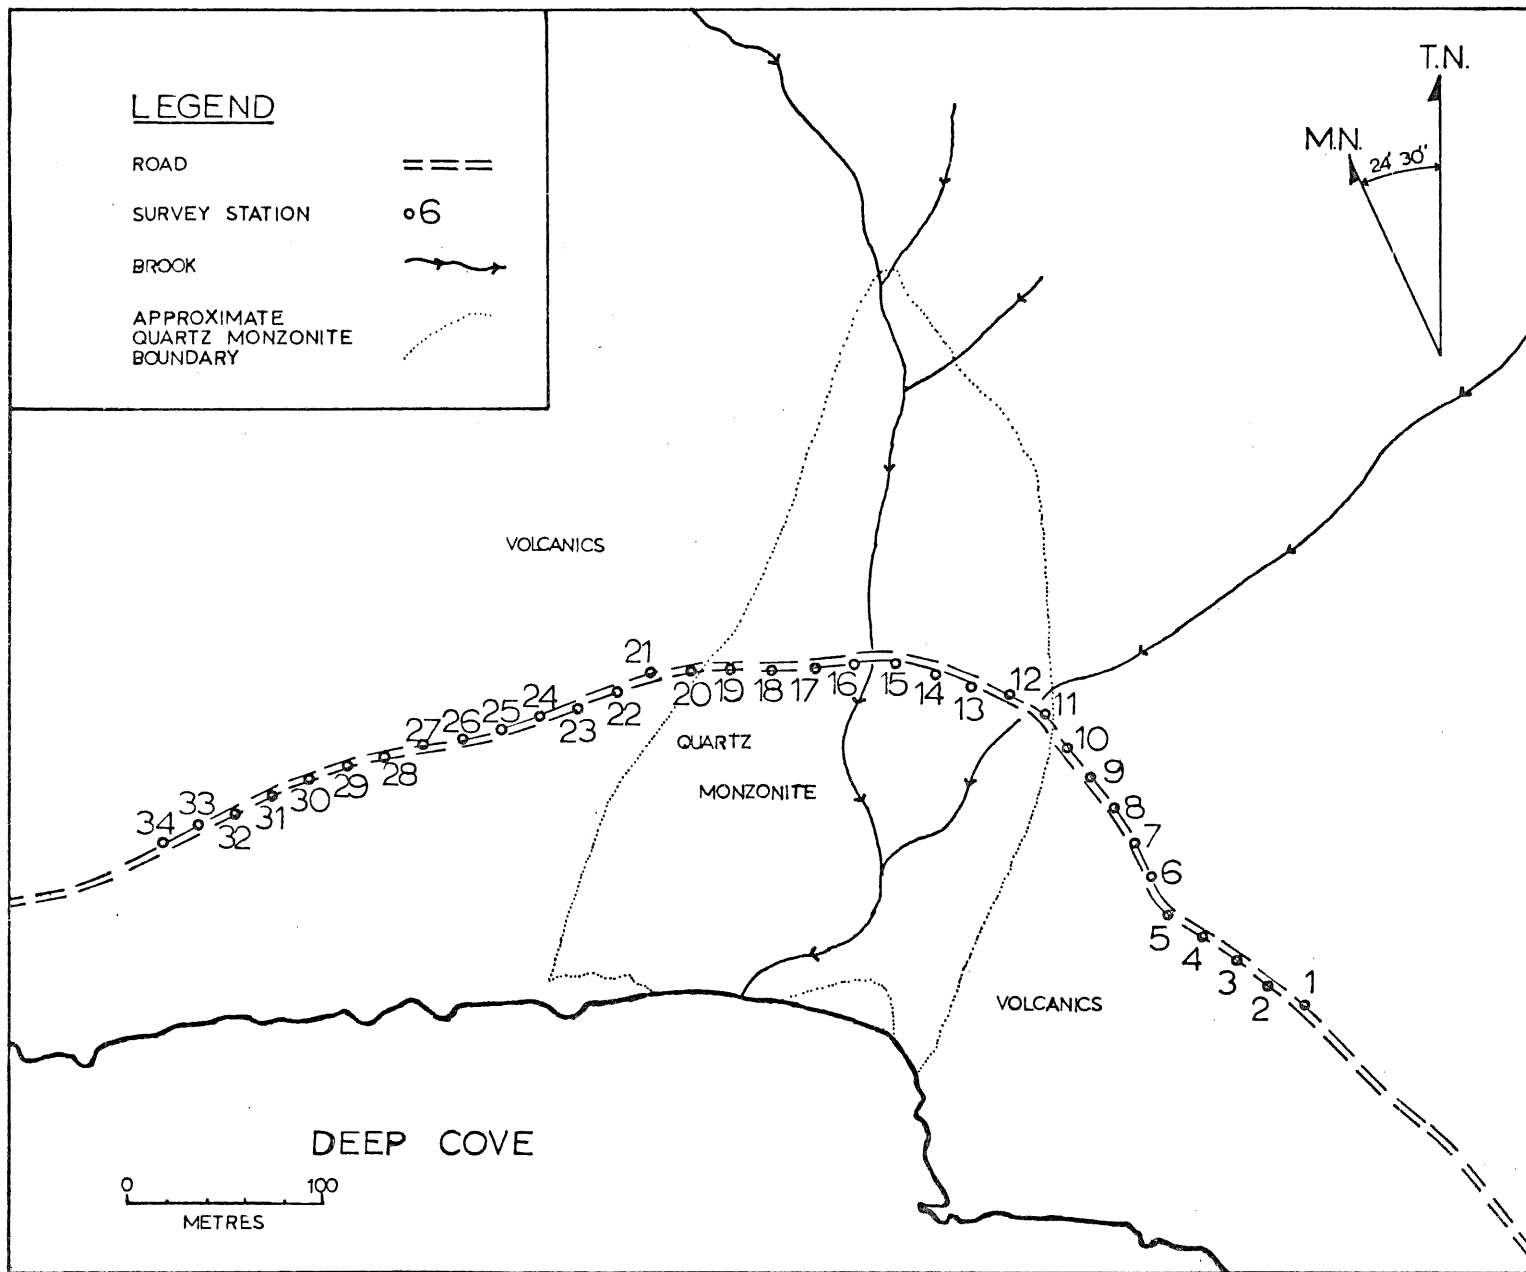 LEGEND
ROAD
SURVEY STATION 6
BROOK
APPROXIMATE
QUARTZ MONZONITE
BOUNDARY
T.N.
M.N.
24° 30'
VOLCANICS
21
20
19
18
17
16
15
14
13
12
11
10
9
8
7
6
5
4
3
2
1
22
23
24
25
26
27
28
29
30
31
32
33
34
QUARTZ
MONZONITE
VOLCANICS
DEEP COVE
0 100
METRES